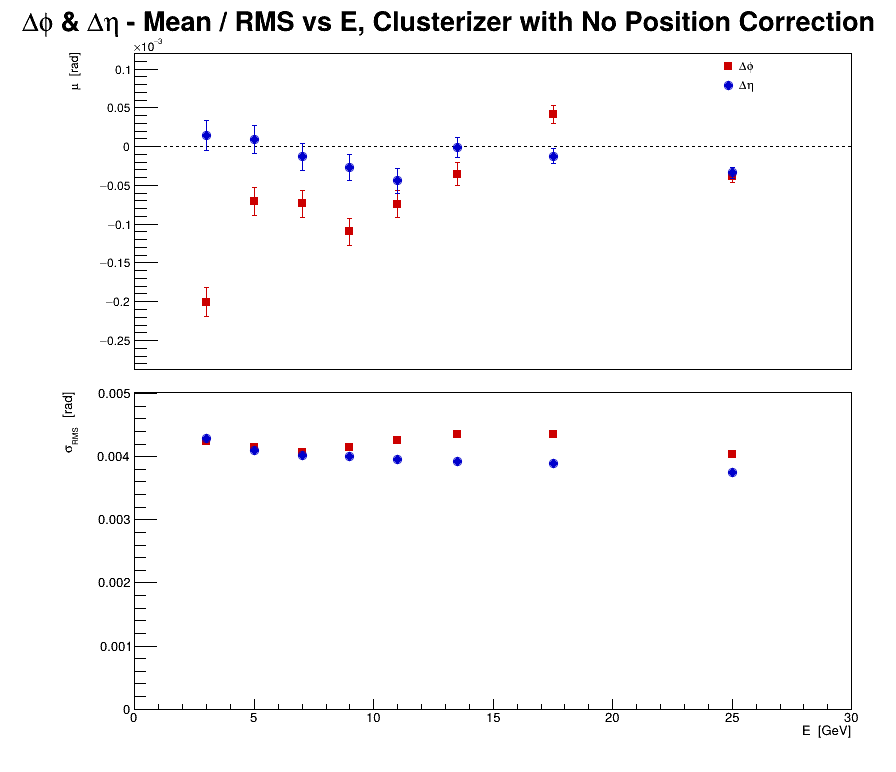 Δϕ & Δη - Mean / RMS vs E, Clusterizer with No Position Correction
×10⁻³
μ [rad]
0.1
0.05
0
−0.05
−0.1
−0.15
−0.2
−0.25
Δϕ
Δη
σRMS [rad]
0.005
0.004
0.003
0.002
0.001
0
0 5 10 15 20 25 30
E [GeV]